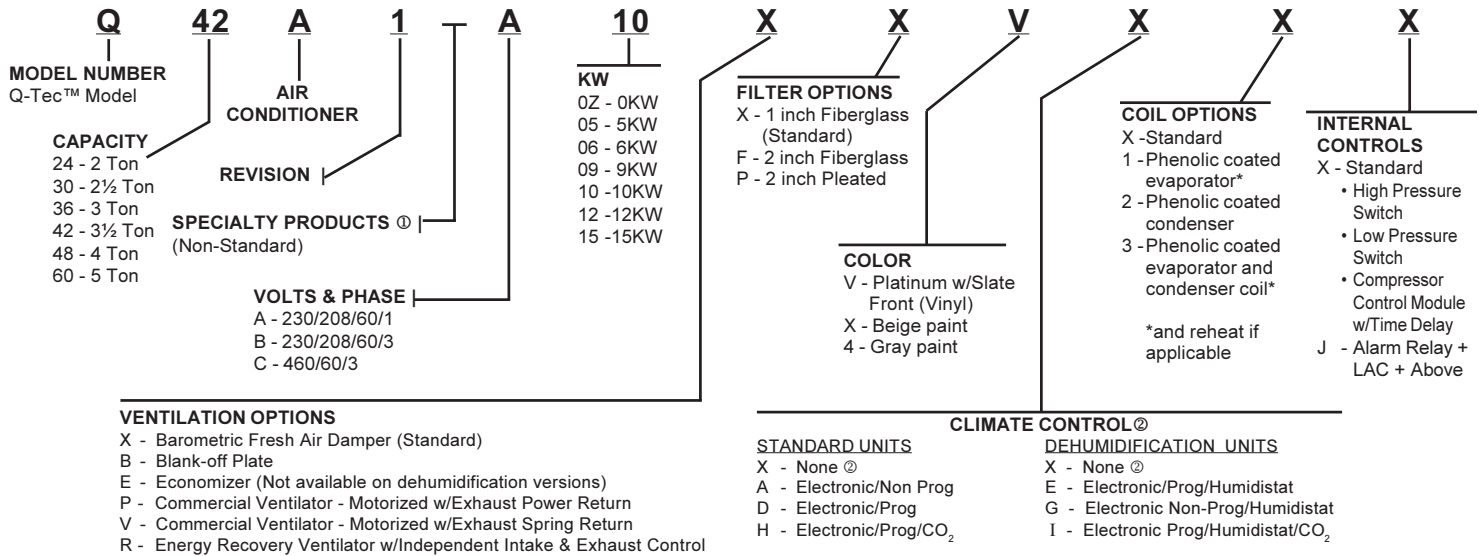 Q 42 A 1 – A 10 X X V X X X
MODEL NUMBER
Q-Tec™ Model
CAPACITY
24 - 2 Ton
30 - 2½ Ton
36 - 3 Ton
42 - 3½ Ton
48 - 4 Ton
60 - 5 Ton
AIR
CONDITIONER
REVISION
SPECIALTY PRODUCTS ①
(Non-Standard)
VOLTS & PHASE
A - 230/208/60/1
B - 230/208/60/3
C - 460/60/3
KW
0Z - 0KW
05 - 5KW
06 - 6KW
09 - 9KW
10 -10KW
12 -12KW
15 -15KW
VENTILATION OPTIONS
X - Barometric Fresh Air Damper (Standard)
B - Blank-off Plate
E - Economizer (Not available on dehumidification versions)
P - Commercial Ventilator - Motorized w/Exhaust Power Return
V - Commercial Ventilator - Motorized w/Exhaust Spring Return
R - Energy Recovery Ventilator w/Independent Intake & Exhaust Control
FILTER OPTIONS
X - 1 inch Fiberglass
(Standard)
F - 2 inch Fiberglass
P - 2 inch Pleated
COLOR
V - Platinum w/Slate
Front (Vinyl)
X - Beige paint
4 - Gray paint
CLIMATE CONTROL②
STANDARD UNITS
X - None ②
A - Electronic/Non Prog
D - Electronic/Prog
H - Electronic/Prog/CO₂
DEHUMIDIFICATION UNITS
X - None ②
E - Electronic/Prog/Humidistat
G - Electronic Non-Prog/Humidistat
I - Electronic Prog/Humidistat/CO₂
COIL OPTIONS
X -Standard
1 -Phenolic coated
evaporator*
2 - Phenolic coated
condenser
3 -Phenolic coated
evaporator and
condenser coil*
*and reheat if
applicable
INTERNAL
CONTROLS
X - Standard
• High Pressure
Switch
• Low Pressure
Switch
• Compressor
Control Module
w/Time Delay
J - Alarm Relay +
LAC + Above